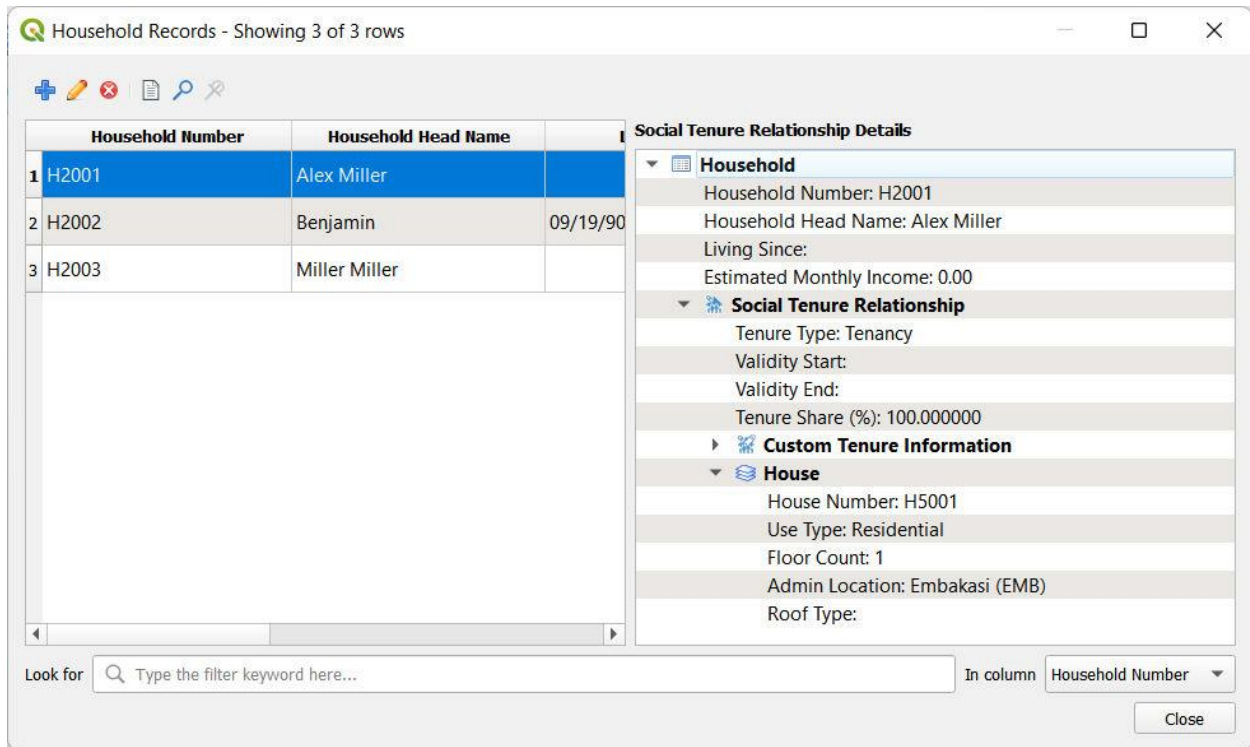 Household Records - Showing 3 of 3 rows
Household Number Household Head Name
Social Tenure Relationship Details
1 H2001 Alex Miller
2 H2002 Benjamin 09/19/90
3 H2003 Miller Miller
Household
Household Number: H2001
Household Head Name: Alex Miller
Living Since:
Estimated Monthly Income: 0.00
Social Tenure Relationship
Tenure Type: Tenancy
Validity Start:
Validity End:
Tenure Share (%): 100.000000
Custom Tenure Information
House
House Number: H5001
Use Type: Residential
Floor Count: 1
Admin Location: Embakasi (EMB)
Roof Type:
Look for Type the filter keyword here... In column Household Number
Close